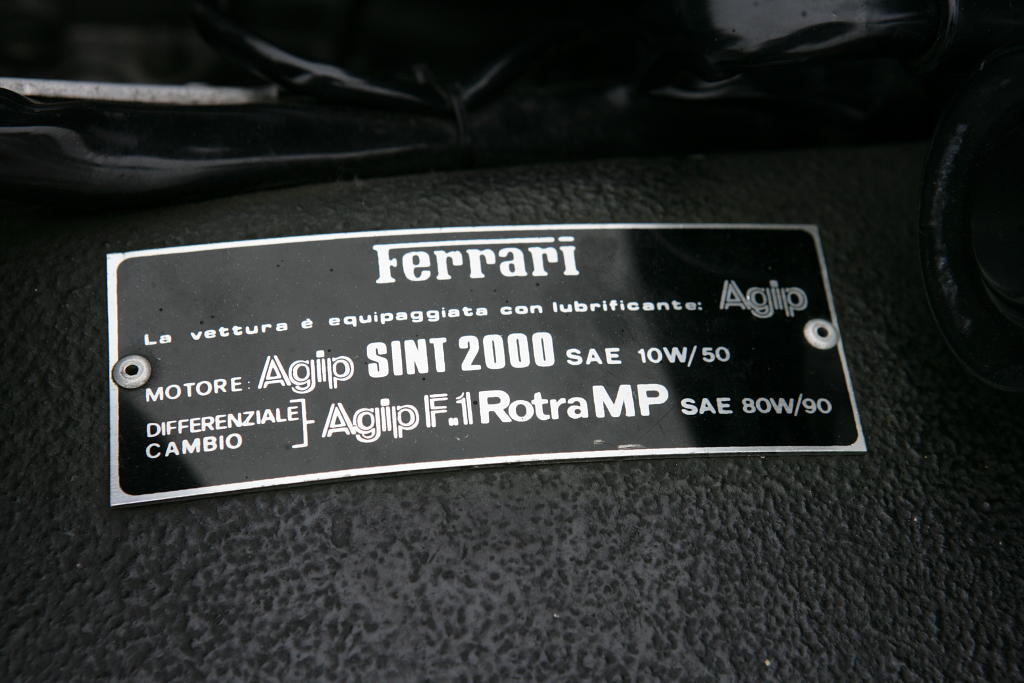 Ferrari
La vettura è equipaggiata con lubrificante: Agip
MOTORE: Agip SINT 2000 SAE 10W/50
DIFFERENZIALE
CAMBIO } Agip F.1 Rotra MP SAE 80W/90